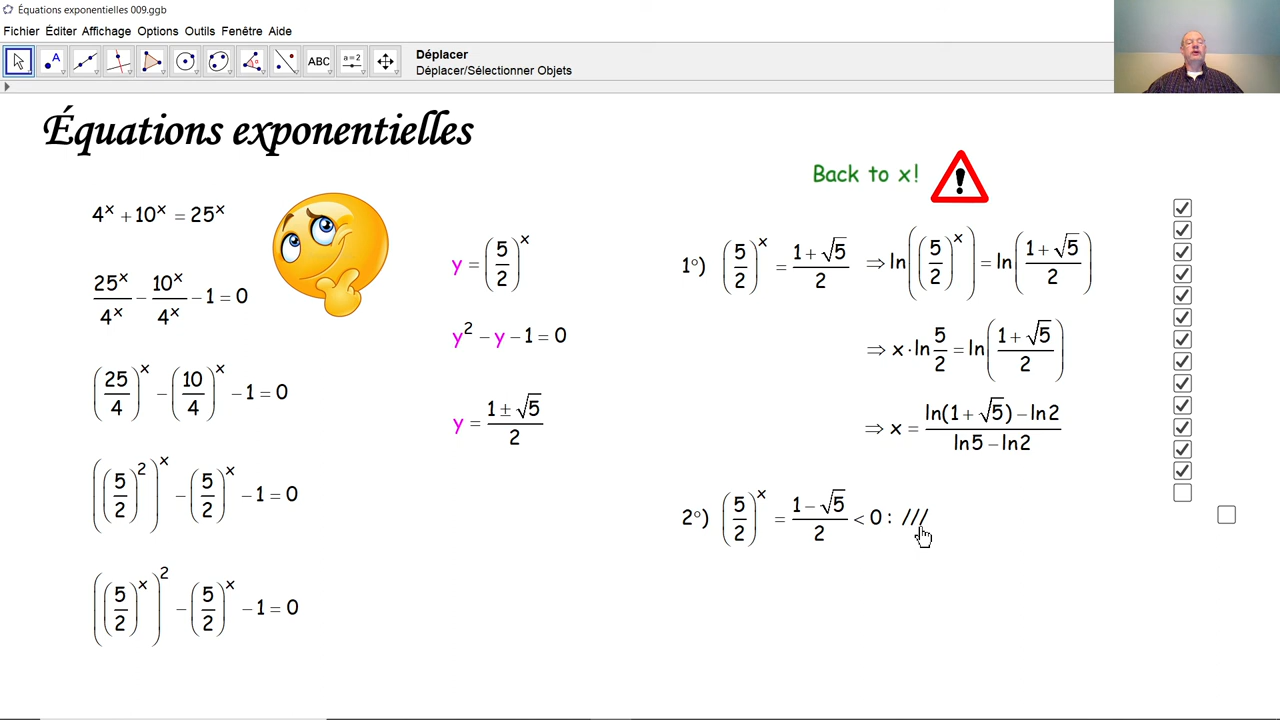 Équations exponentielles 009.ggb
Fichier Éditer Affichage Options Outils Fenêtre Aide
A ABC a=2 Déplacer
Déplacer/Sélectionner Objets
Équations exponentielles
Back to x!
4^x + 10^x = 25^x
25^x/4^x − 10^x/4^x − 1 = 0
(25/4)^x − (10/4)^x − 1 = 0
((5/2)^2)^x − (5/2)^x − 1 = 0
((5/2)^x)^2 − (5/2)^x − 1 = 0
y = (5/2)^x
y^2 − y − 1 = 0
y = (1 ± √5)/2
1°) (5/2)^x = (1 + √5)/2 ⇒ ln((5/2)^x) = ln((1 + √5)/2)
⇒ x · ln 5/2 = ln((1 + √5)/2)
⇒ x = (ln(1 + √5) − ln2)/(ln5 − ln2)
2°) (5/2)^x = (1 − √5)/2 < 0 : ///